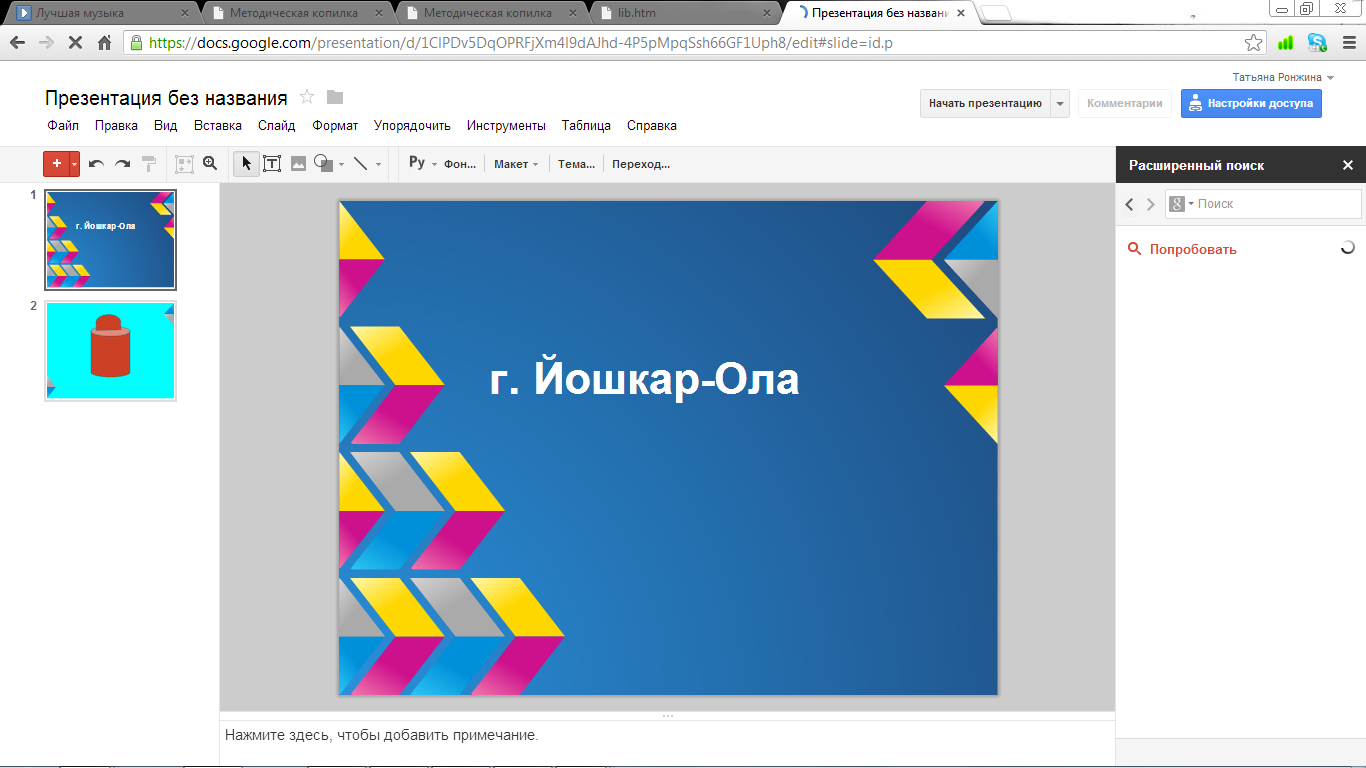 Лучшая музыка
Методическая копилка
Методическая копилка
lib.htm
Презентация без названи
https://docs.google.com/presentation/d/1ClPDv5DqOPRFjXm4l9dAJhd-4P5pMpqSsh66GF1Uph8/edit#slide=id.p
Татьяна Ронжина
Презентация без названия
Начать презентацию
Комментарии
Настройки доступа
Файл Правка Вид Вставка Слайд Формат Упорядочить Инструменты Таблица Справка
Ру Фон... Макет Тема... Переход...
Расширенный поиск
Поиск
Попробовать
1
г. Йошкар-Ола
2
г. Йошкар-Ола
Нажмите здесь, чтобы добавить примечание.